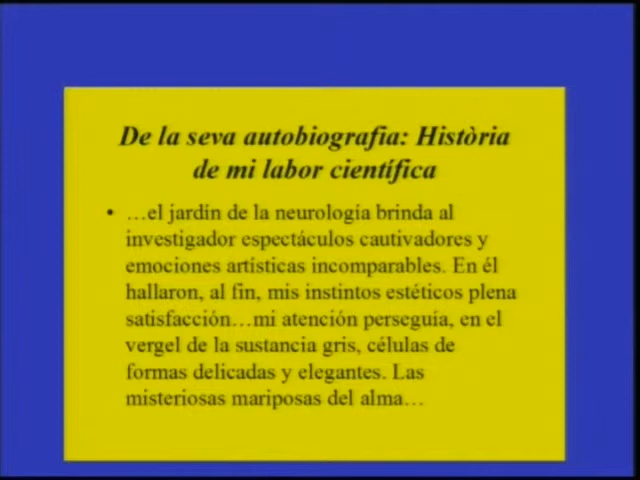 De la seva autobiografia: Història
de mi labor científica
• …el jardín de la neurología brinda al
investigador espectáculos cautivadores y
emociones artísticas incomparables. En él
hallaron, al fin, mis instintos estéticos plena
satisfacción…mi atención perseguía, en el
vergel de la sustancia gris, células de
formas delicadas y elegantes. Las
misteriosas mariposas del alma…